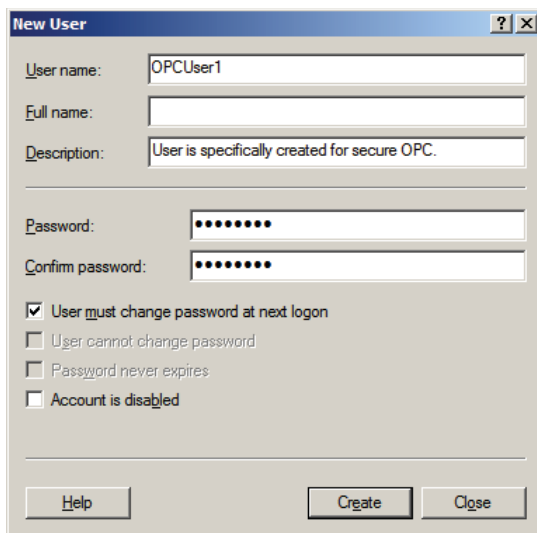 New User
User name: OPCUser1
Full name:
Description: User is specifically created for secure OPC.
Password: ••••••••
Confirm password: ••••••••
User must change password at next logon
User cannot change password
Password never expires
Account is disabled
Help Create Close